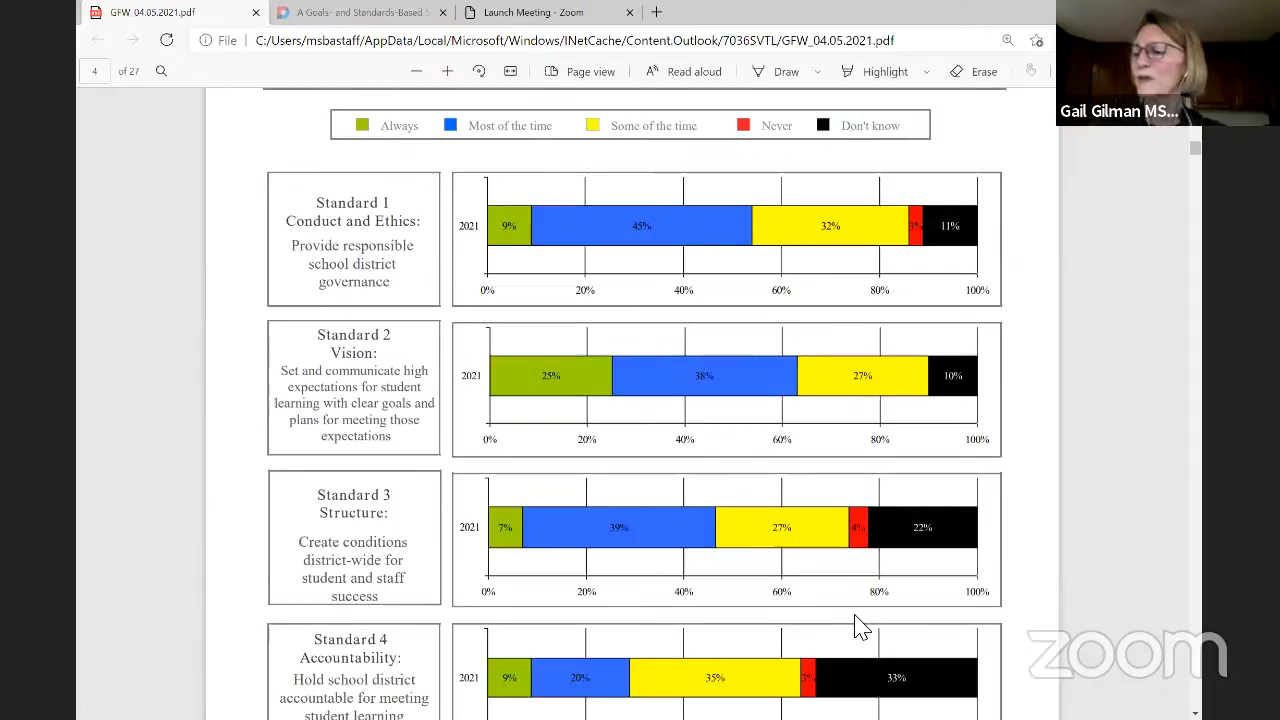 GFW_04.05.2021.pdf
A Goals- and Standards-Based S
Launch Meeting - Zoom
File
C:/Users/msbastaff/AppData/Local/Microsoft/Windows/INetCache/Content.Outlook/7036SVTL/GFW_04.05.2021.pdf
4 of 27
Page view
Read aloud
Draw
Highlight
Erase
Gail Gilman MS...
Always
Most of the time
Some of the time
Never
Don't know
Standard 1
Conduct and Ethics:
Provide responsible
school district
governance
2021 9% 45% 32% 3% 11%
0% 20% 40% 60% 80% 100%
Standard 2
Vision:
Set and communicate high
expectations for student
learning with clear goals and
plans for meeting those
expectations
2021 25% 38% 27% 10%
0% 20% 40% 60% 80% 100%
Standard 3
Structure:
Create conditions
district-wide for
student and staff
success
2021 7% 39% 27% 4% 22%
0% 20% 40% 60% 80% 100%
Standard 4
Accountability:
Hold school district
accountable for meeting
student learning
2021 9% 20% 35% 3% 33%
zoom